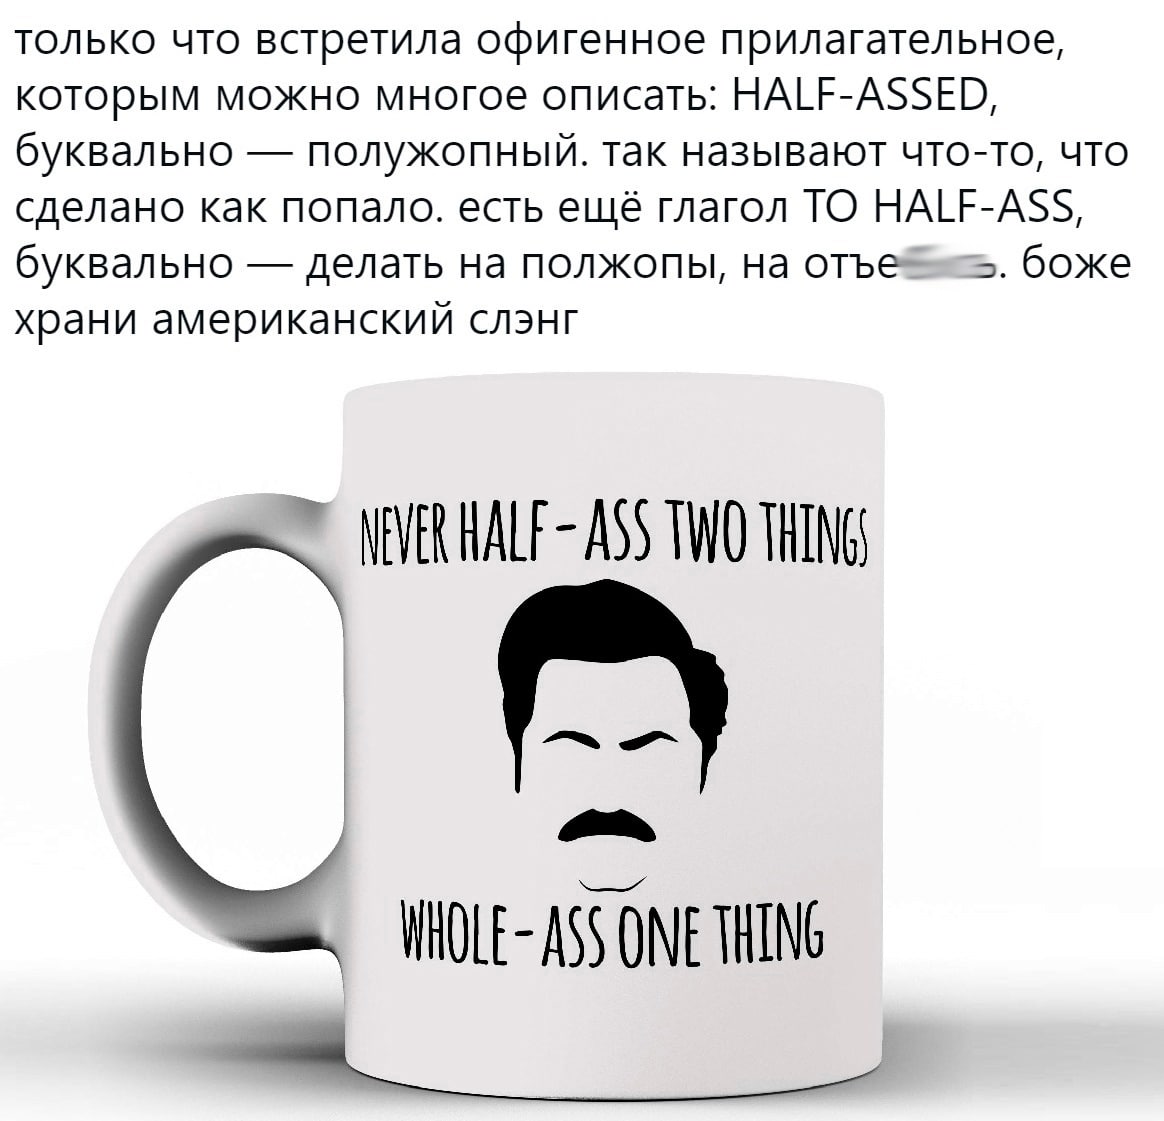 только что встретила офигенное прилагательное,
которым можно многое описать: HALF-ASSED,
буквально — полужопный. так называют что-то, что
сделано как попало. есть ещё глагол TO HALF-ASS,
буквально — делать на полжопы, на . боже
храни американский слэнг
NEVER HALF-ASS TWO THINGS
WHOLE-ASS ONE THING